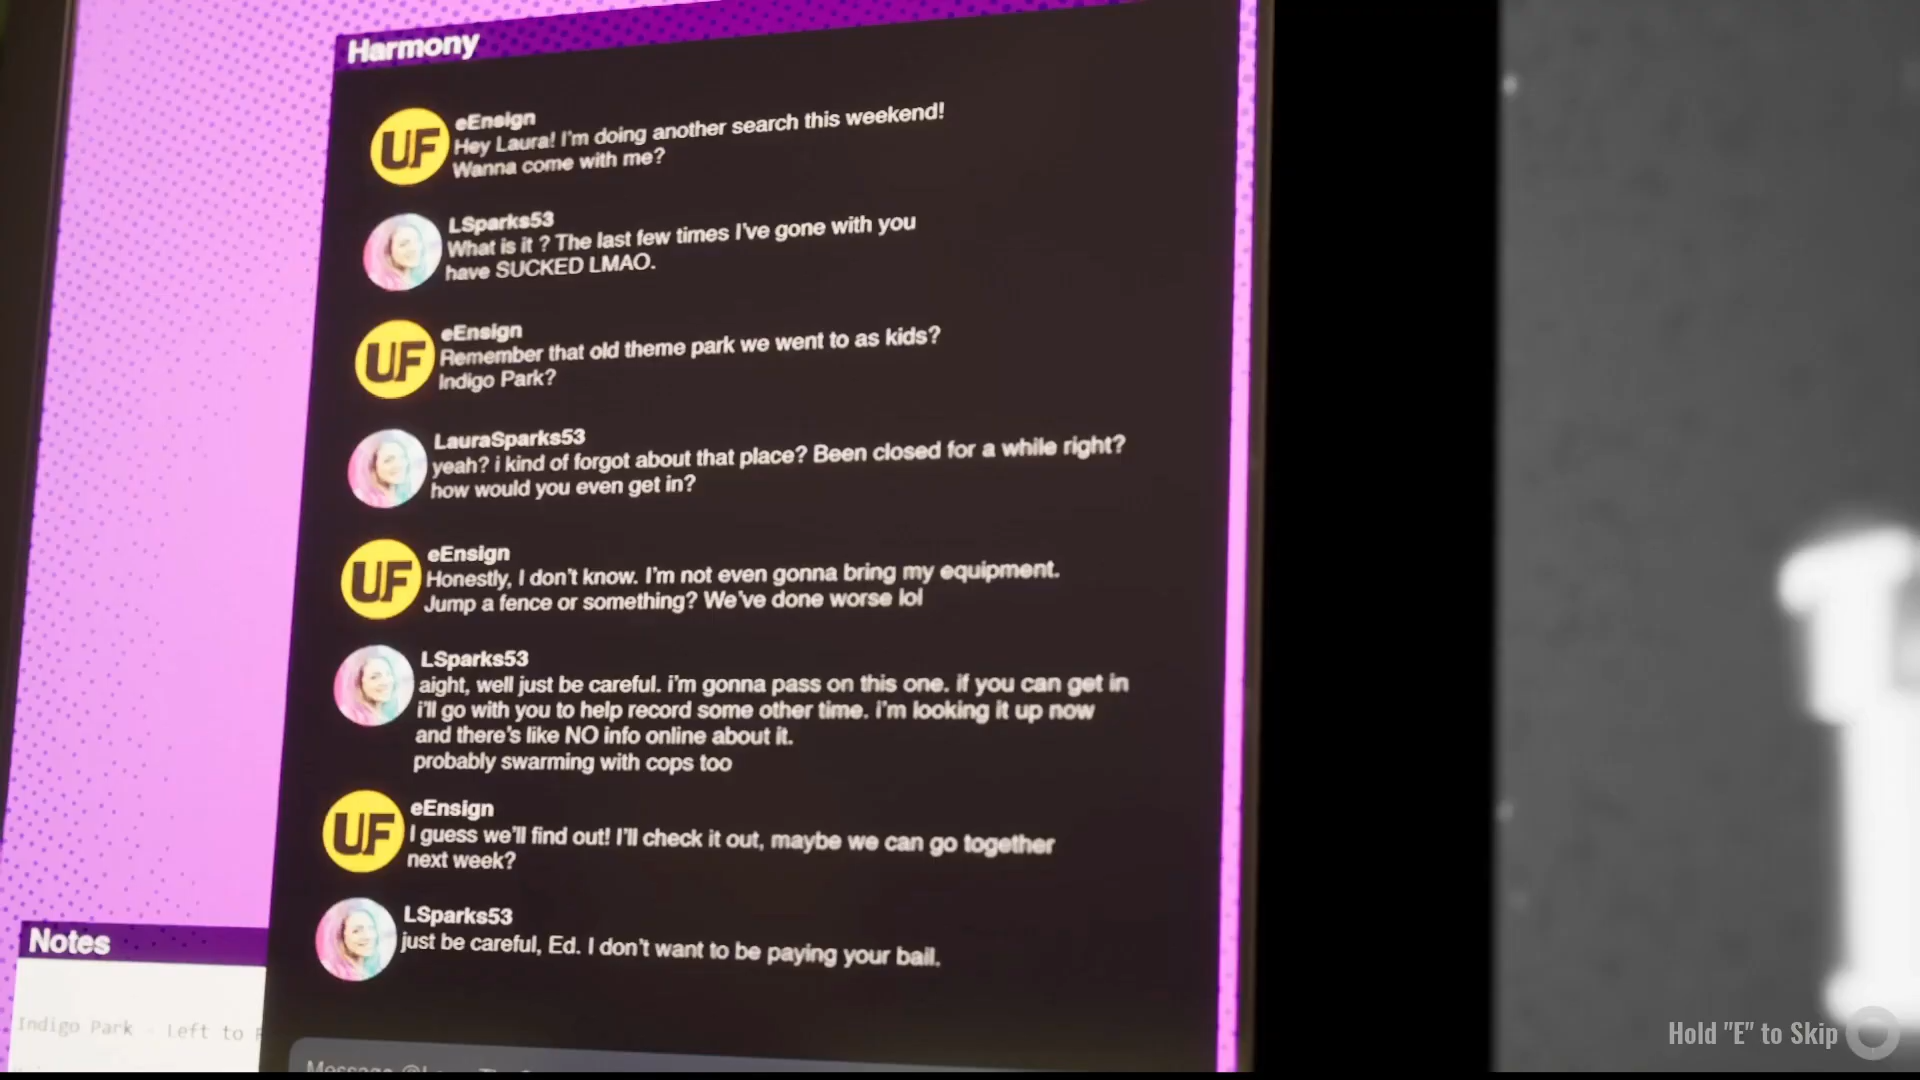 Harmony
UF
eEnsign
Hey Laura! I'm doing another search this weekend!
Wanna come with me?
LSparks53
What is it ? The last few times I've gone with you
have SUCKED LMAO.
UF
eEnsign
Remember that old theme park we went to as kids?
Indigo Park?
LauraSparks53
yeah? i kind of forgot about that place? Been closed for a while right?
how would you even get in?
UF
eEnsign
Honestly, I don't know. I'm not even gonna bring my equipment.
Jump a fence or something? We've done worse lol
LSparks53
aight, well just be careful. i'm gonna pass on this one. if you can get in
i'll go with you to help record some other time. i'm looking it up now
and there's like NO info online about it.
probably swarming with cops too
UF
eEnsign
I guess we'll find out! I'll check it out, maybe we can go together
next week?
LSparks53
just be careful, Ed. I don't want to be paying your bail.
Notes
Indigo Park - Left to
Message
Hold "E" to Skip